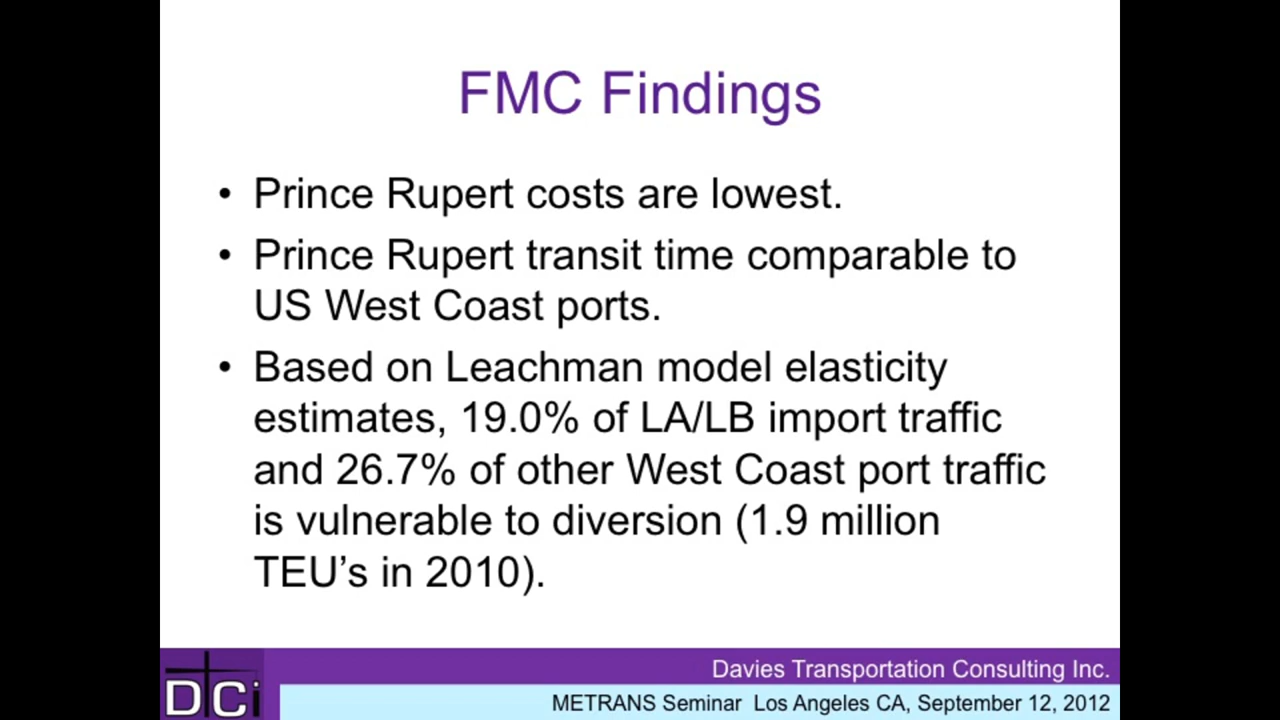 FMC Findings
• Prince Rupert costs are lowest.
• Prince Rupert transit time comparable to
US West Coast ports.
• Based on Leachman model elasticity
estimates, 19.0% of LA/LB import traffic
and 26.7% of other West Coast port traffic
is vulnerable to diversion (1.9 million
TEU’s in 2010).
Davies Transportation Consulting Inc.
DTCi
METRANS Seminar Los Angeles CA, September 12, 2012